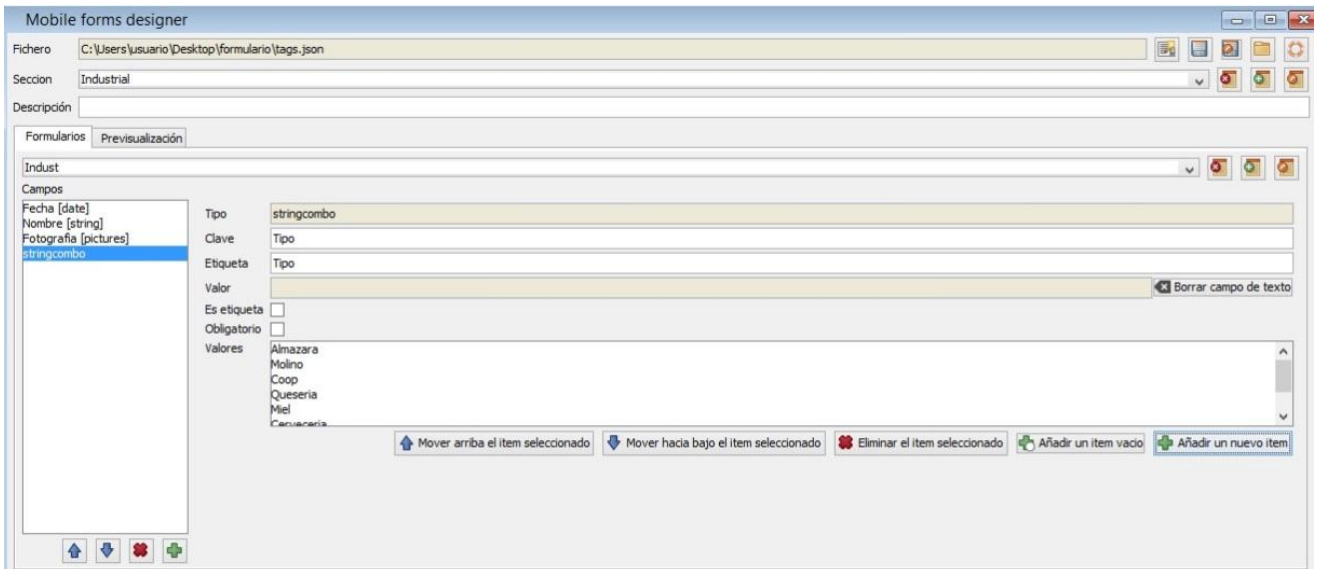 Mobile forms designer
Fichero C:\Users\usuario\Desktop\formulario\tags.json
Seccion Industrial
Descripción
Formularios Previsualización
Indust
Campos
Fecha [date]
Nombre [string]
Fotografia [pictures]
stringcombo
Tipo stringcombo
Clave Tipo
Etiqueta Tipo
Valor Borrar campo de texto
Es etiqueta
Obligatorio
Valores Almazara
Molino
Coop
Queseria
Miel
Cerveceria
Mover arriba el item seleccionado Mover hacia bajo el item seleccionado Eliminar el item seleccionado Añadir un item vacio Añadir un nuevo item